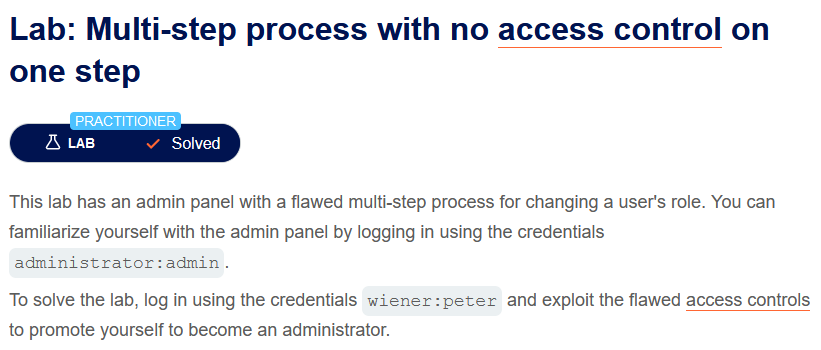 Lab: Multi-step process with no access control on
one step
PRACTITIONER
LAB Solved
This lab has an admin panel with a flawed multi-step process for changing a user's role. You can
familiarize yourself with the admin panel by logging in using the credentials
administrator:admin.
To solve the lab, log in using the credentials wiener:peter and exploit the flawed access controls
to promote yourself to become an administrator.